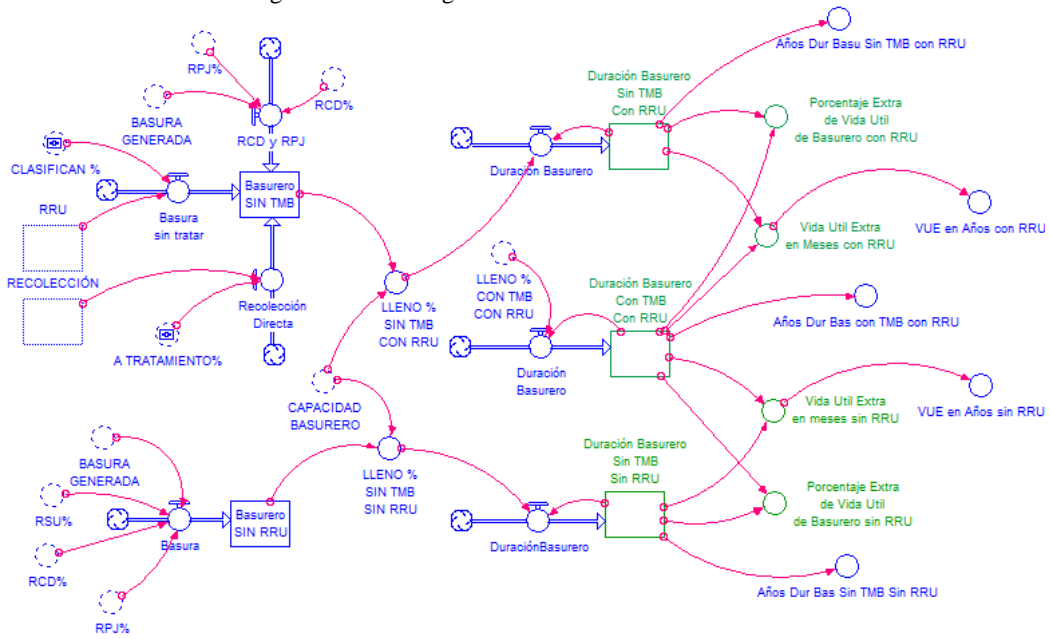 Años Dur Basu Sin TMB con RRU
RPJ%
RCD%
BASURA
GENERADA
RCD y RPJ
Duración Basurero
Sin TMB
Con RRU
Porcentaje Extra
de Vida Util
de Basurero con RRU
CLASIFICAN %
Duración Basurero
Basurero
SIN TMB
RRU
Basura
sin tratar
Vida Util Extra
en Meses con RRU
VUE en Años con RRU
RECOLECCIÓN
LLENO %
CON TMB
CON RRU
Duración Basurero
Con TMB
Con RRU
Recolección
Directa
LLENO %
SIN TMB
CON RRU
Años Dur Bas con TMB con RRU
A TRATAMIENTO%
Duración
Basurero
CAPACIDAD
BASURERO
Vida Util Extra
en meses sin RRU
VUE en Años sin RRU
BASURA
GENERADA
LLENO %
SIN TMB
SIN RRU
Duración Basurero
Sin TMB
Sin RRU
Porcentaje Extra
de Vida Util
de Basurero sin RRU
RSU%
Basurero
SIN RRU
Basura
DuraciónBasurero
RCD%
Años Dur Bas Sin TMB Sin RRU
RPJ%